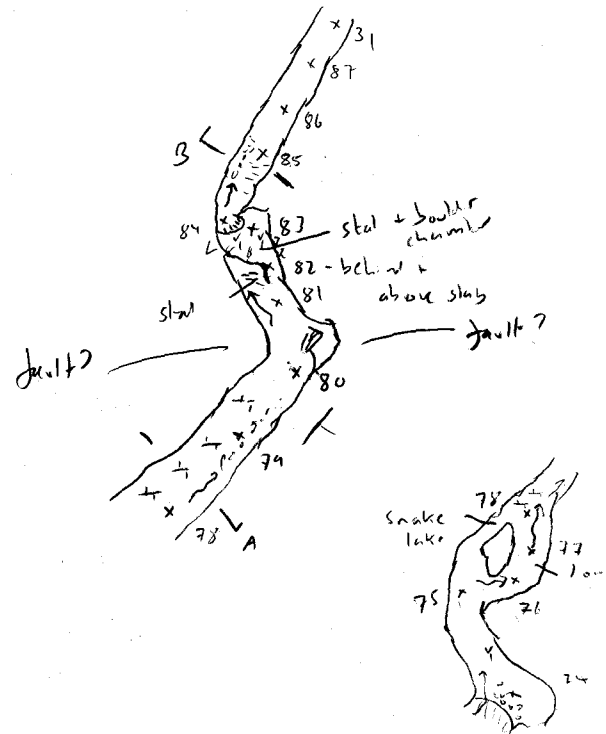 31
87
86
B
85
84
83
stal + boulder
chamber
82 - behind +
above slab
81
stal
fault?
fault?
80
79
78
A
78
snake
lake
77
75
76